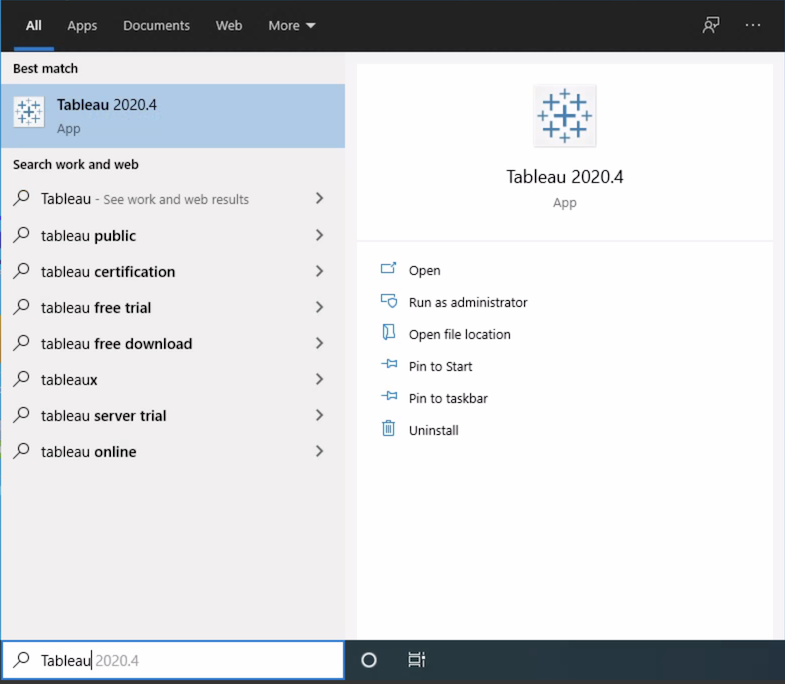 All Apps Documents Web More
Best match
Tableau 2020.4
App
Search work and web
Tableau - See work and web results
tableau public
tableau certification
tableau free trial
tableau free download
tableaux
tableau server trial
tableau online
Tableau 2020.4
App
Open
Run as administrator
Open file location
Pin to Start
Pin to taskbar
Uninstall
Tableau 2020.4